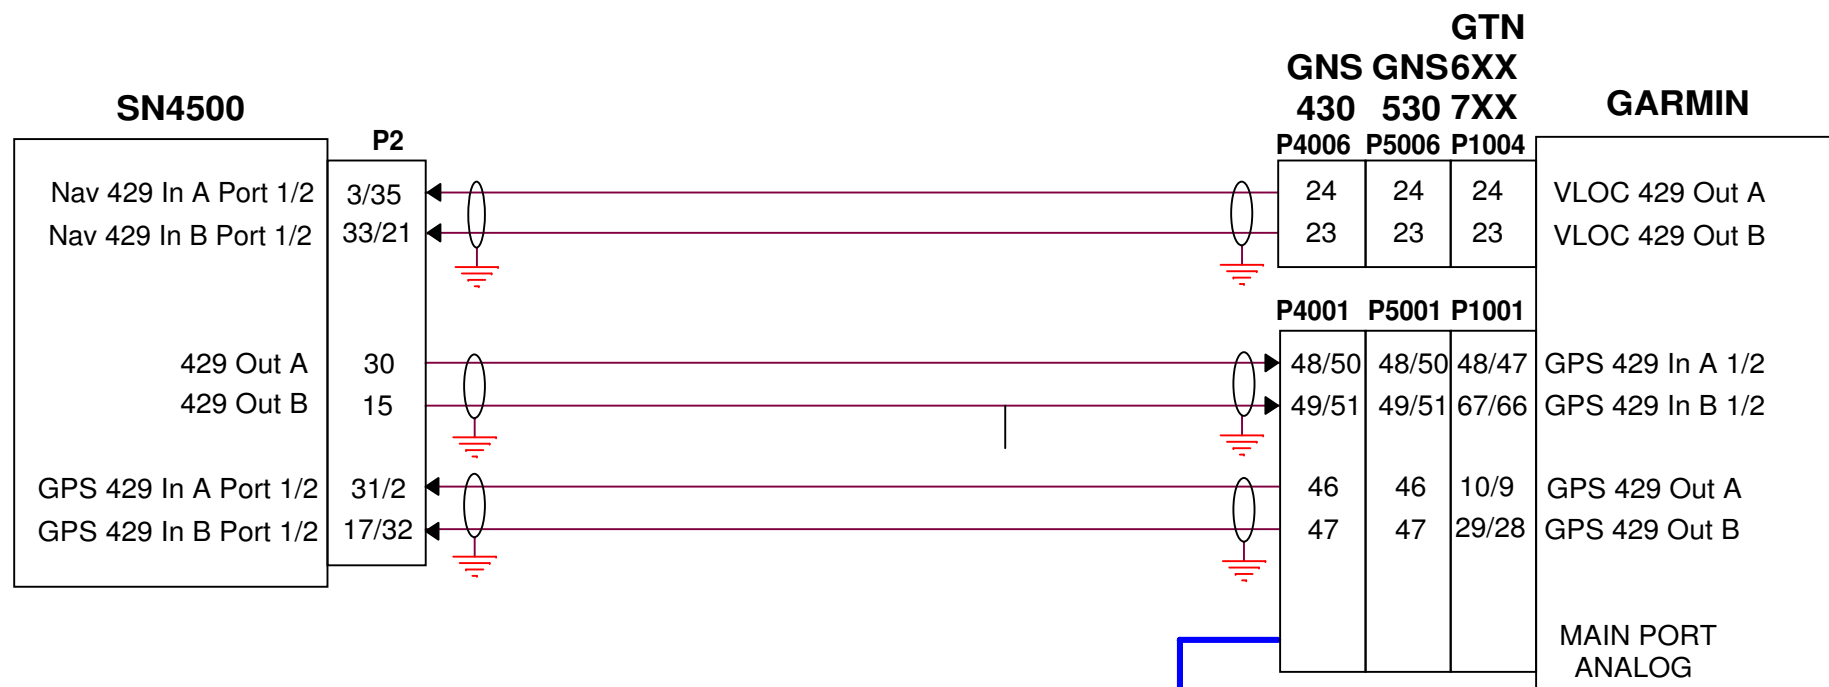 GTN
GNS GNS 6XX
430 530 7XX
SN4500
GARMIN
P2
P4006 P5006 P1004
Nav 429 In A Port 1/2 3/35 24 24 24 VLOC 429 Out A
Nav 429 In B Port 1/2 33/21 23 23 23 VLOC 429 Out B
P4001 P5001 P1001
429 Out A 30 48/50 48/50 48/47 GPS 429 In A 1/2
429 Out B 15 49/51 49/51 67/66 GPS 429 In B 1/2
GPS 429 In A Port 1/2 31/2 46 46 10/9 GPS 429 Out A
GPS 429 In B Port 1/2 17/32 47 47 29/28 GPS 429 Out B
MAIN PORT
ANALOG